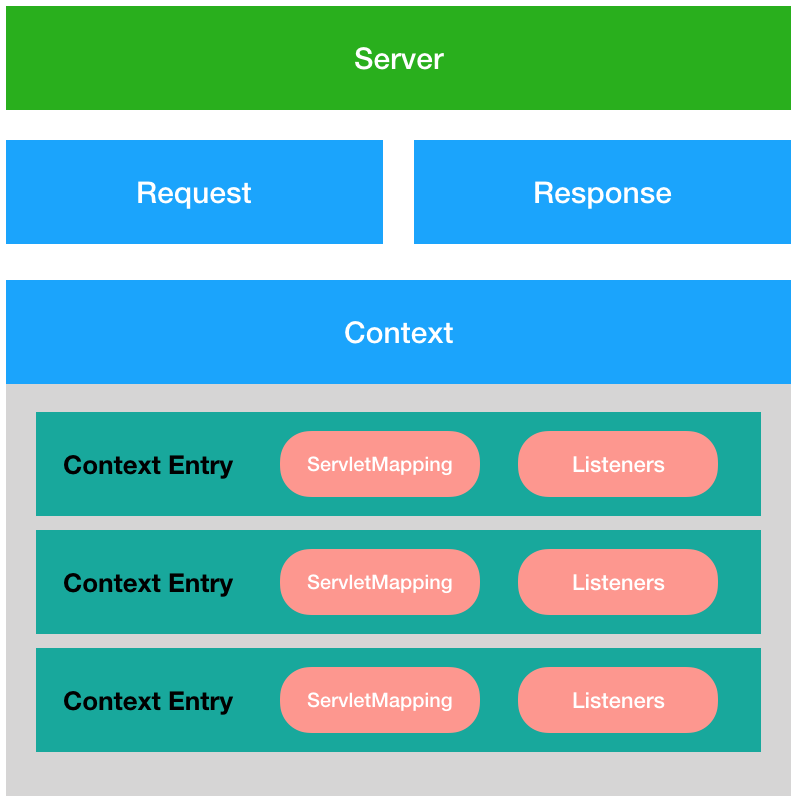 Server
Request
Response
Context
Context Entry
ServletMapping
Listeners
Context Entry
ServletMapping
Listeners
Context Entry
ServletMapping
Listeners